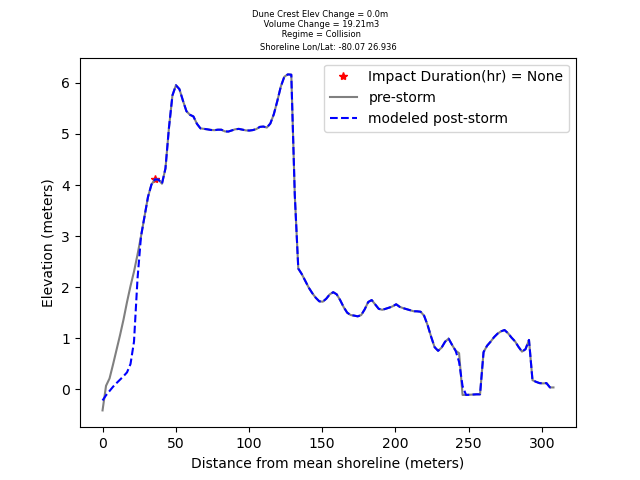 Dune Crest Elev Change = 0.0m
Volume Change = 19.21m3
Regime = Collision
Shoreline Lon/Lat: -80.07 26.936
Impact Duration(hr) = None
pre-storm
modeled post-storm
Elevation (meters)
6
5
4
3
2
1
0
0 50 100 150 200 250 300
Distance from mean shoreline (meters)